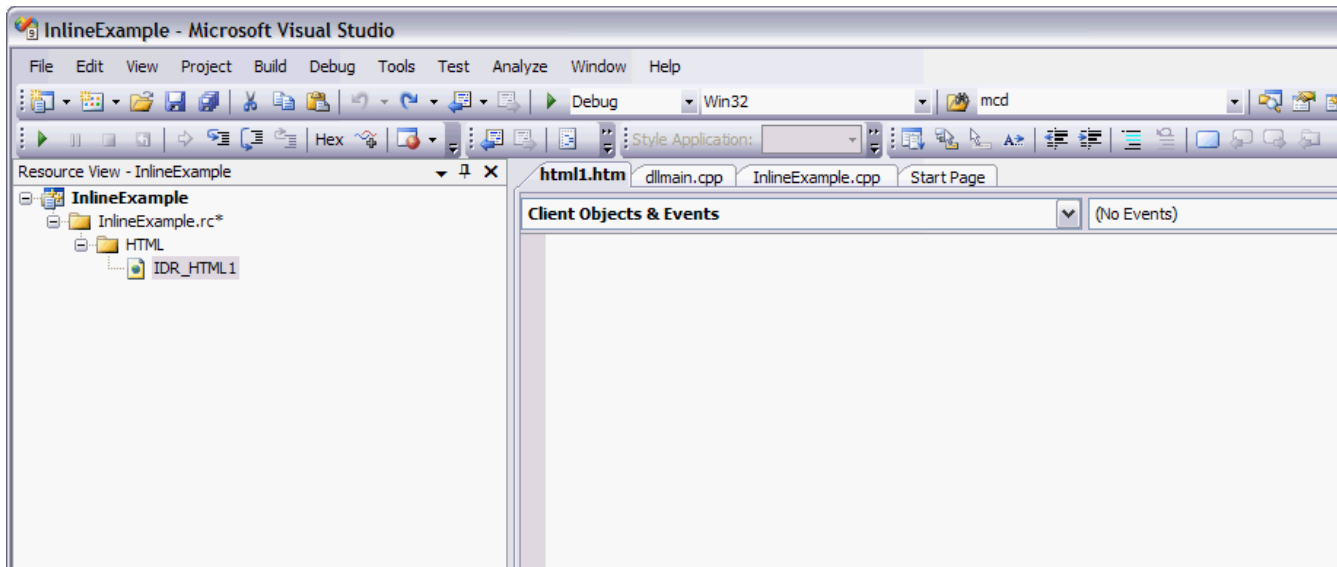 InlineExample - Microsoft Visual Studio
File Edit View Project Build Debug Tools Test Analyze Window Help
Debug Win32 mcd
Hex Style Application:
Resource View - InlineExample
html1.htm dllmain.cpp InlineExample.cpp Start Page
InlineExample
Client Objects & Events (No Events)
InlineExample.rc*
HTML
IDR_HTML1